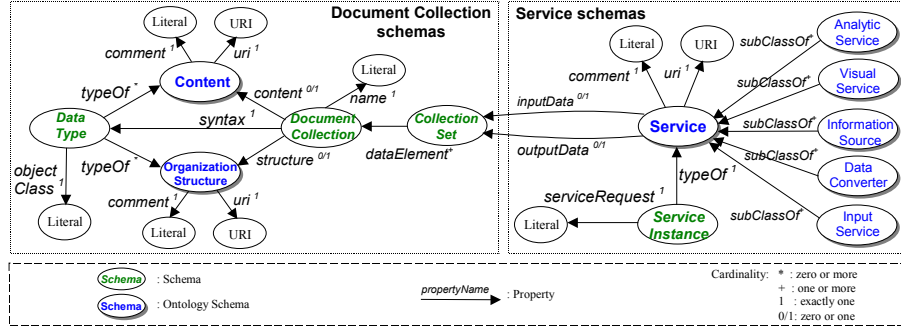 Document Collection
schemas
Service schemas
Literal
URI
comment 1
uri 1
Content
typeOf *
content 0/1
Literal
name 1
Data
Type
syntax 1
Document
Collection
Collection
Set
dataElement+
typeOf *
structure 0/1
Organization
Structure
object
Class 1
comment 1
uri 1
Literal
Literal
URI
Literal
URI
comment 1
uri 1
inputData 0/1
outputData 0/1
Service
subClassOf+
Analytic
Service
subClassOf+
Visual
Service
subClassOf+
Information
Source
subClassOf+
Data
Converter
subClassOf+
Input
Service
typeOf 1
serviceRequest 1
Literal
Service
Instance
Schema : Schema
Schema : Ontology Schema
propertyName : Property
Cardinality: * : zero or more
+ : one or more
1 : exactly one
0/1: zero or one